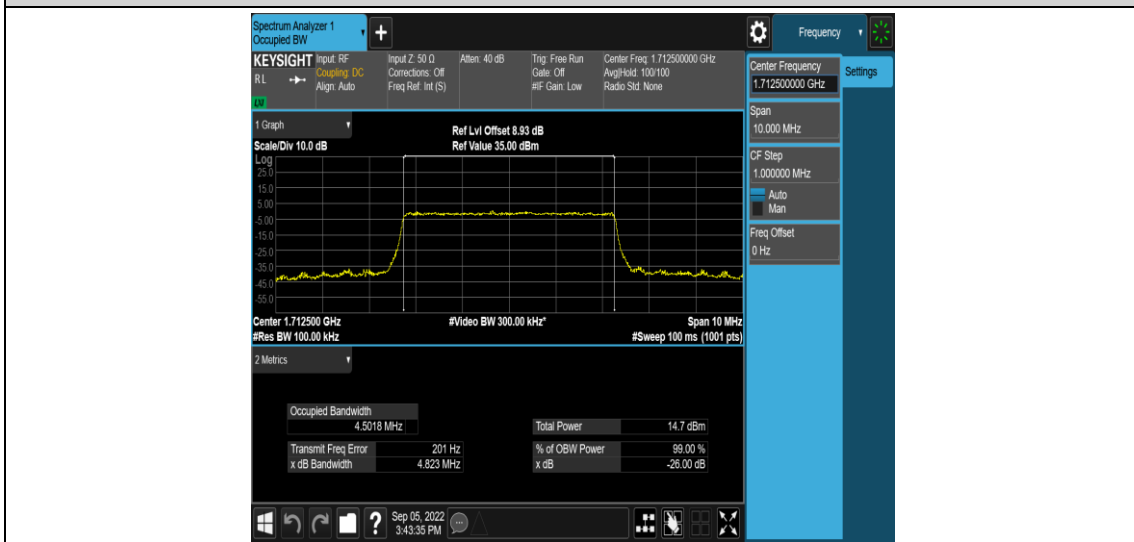 Spectrum Analyzer 1
Occupied BW
+
Frequency
KEYSIGHT
RL
Input: RF
Coupling: DC
Align: Auto
Input Z: 50 Ω
Corrections: Off
Freq Ref: Int (S)
Atten: 40 dB
Trig: Free Run
Gate: Off
#IF Gain: Low
Center Freq: 1.712500000 GHz
Avg|Hold: 100/100
Radio Std: None
Center Frequency
1.712500000 GHz
Settings
Span
10.000 MHz
CF Step
1.000000 MHz
Auto
Man
Freq Offset
0 Hz
1 Graph
Scale/Div 10.0 dB
Ref Lvl Offset 8.93 dB
Ref Value 35.00 dBm
Log
25.0
15.0
5.00
-5.00
-15.0
-25.0
-35.0
-45.0
-55.0
Center 1.712500 GHz
#Res BW 100.00 kHz
#Video BW 300.00 kHz*
Span 10 MHz
#Sweep 100 ms (1001 pts)
2 Metrics
Occupied Bandwidth
4.5018 MHz
Total Power 14.7 dBm
Transmit Freq Error 201 Hz
% of OBW Power 99.00 %
x dB Bandwidth 4.823 MHz
x dB -26.00 dB
?
Sep 05, 2022
3:43:35 PM